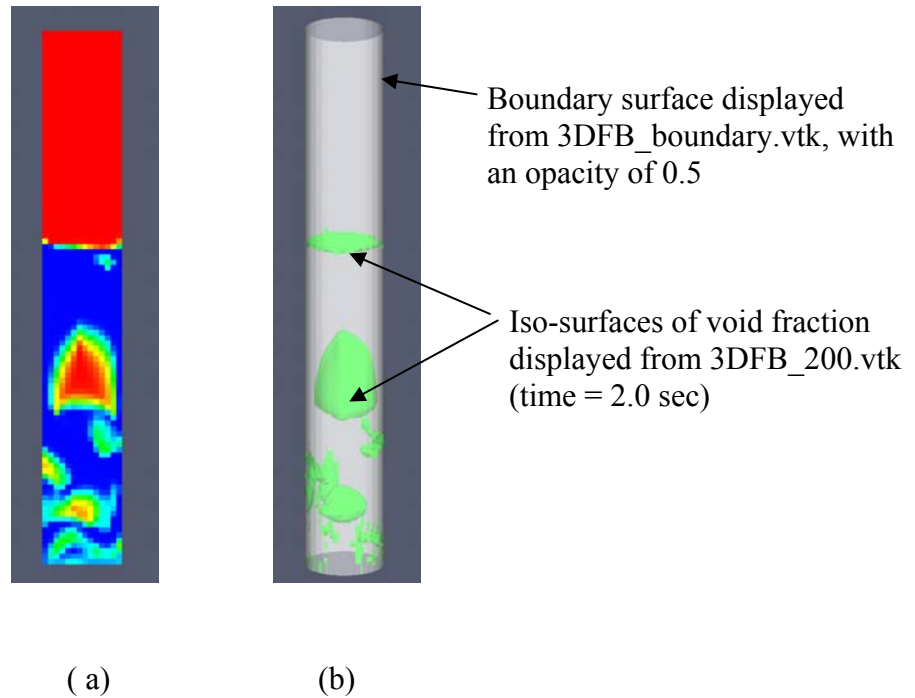 Boundary surface displayed
from 3DFB_boundary.vtk, with
an opacity of 0.5
Iso-surfaces of void fraction
displayed from 3DFB_200.vtk
(time = 2.0 sec)
( a)
(b)